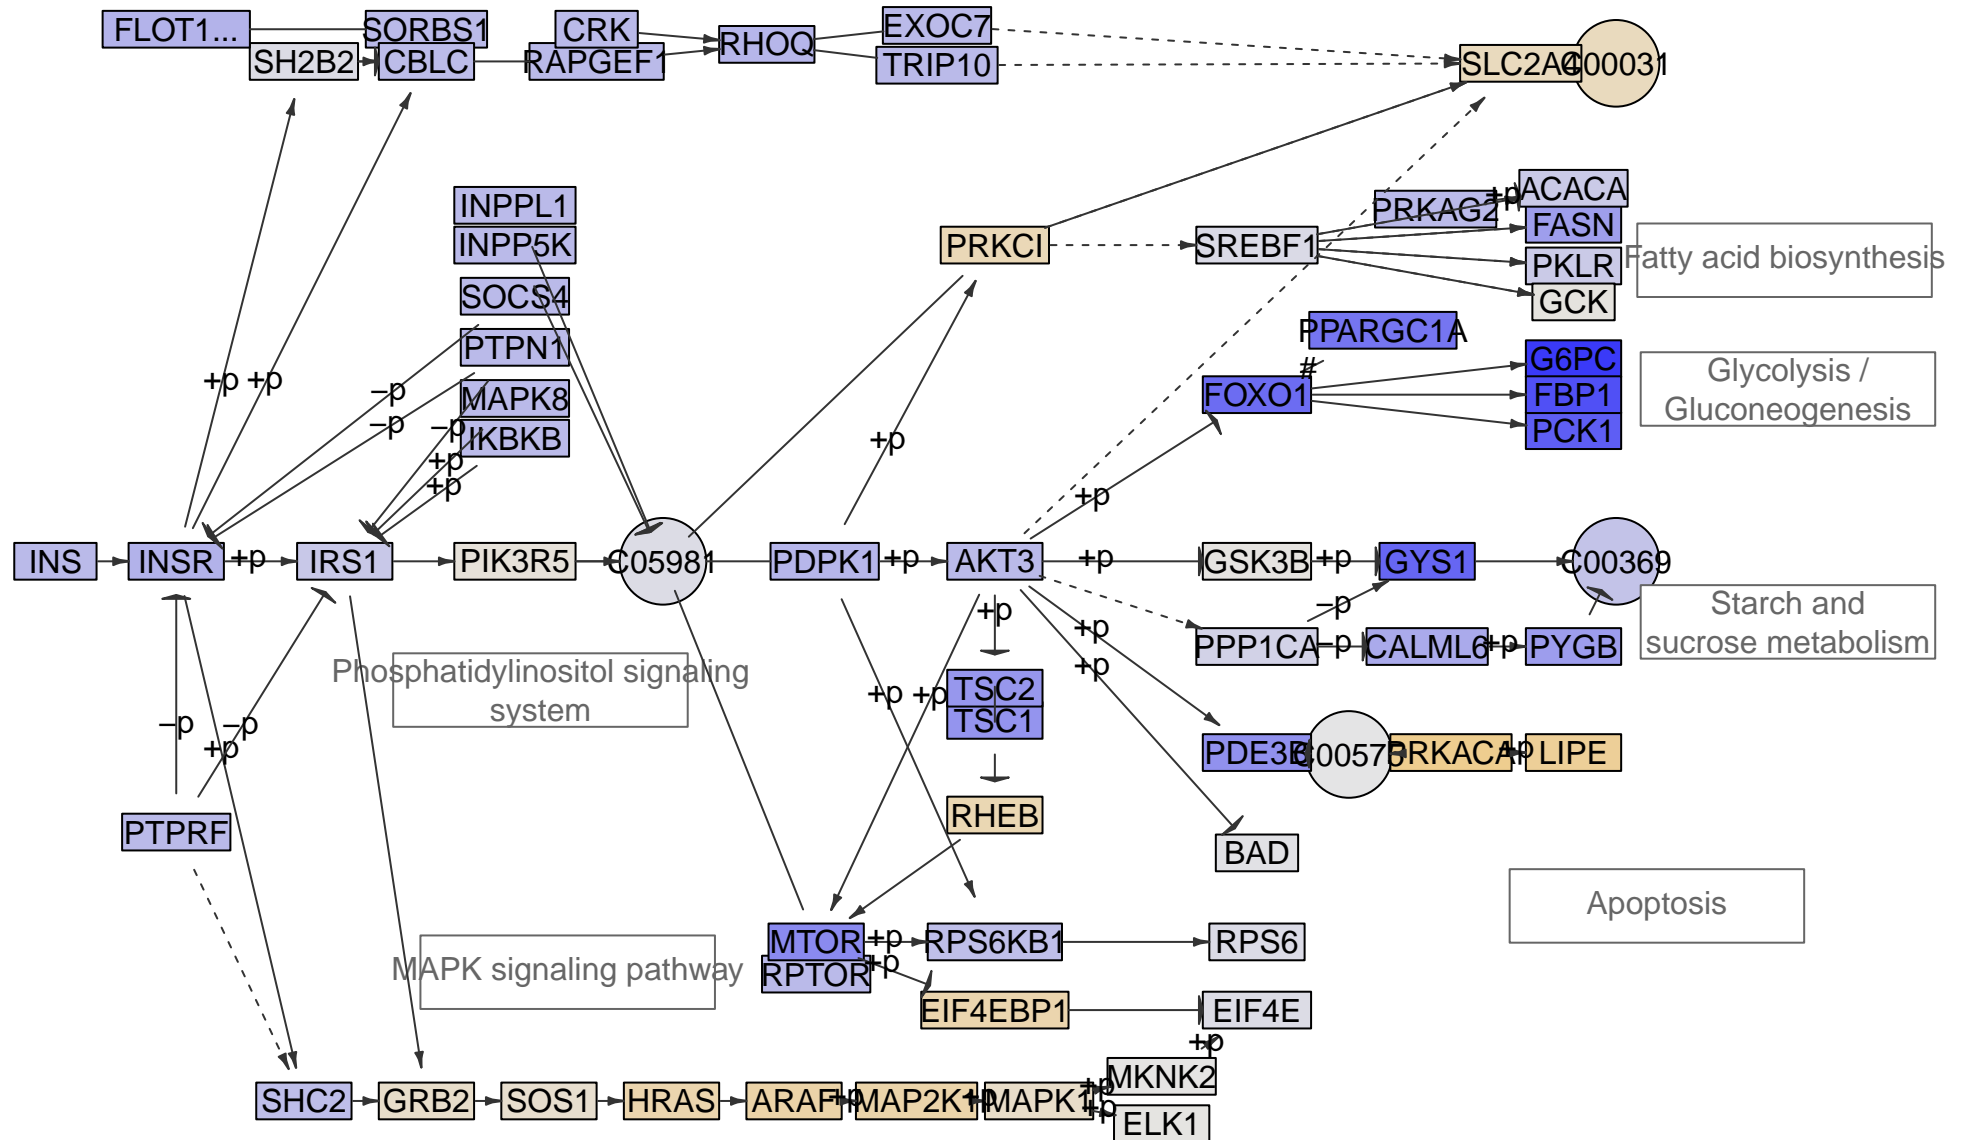 FLOT1...
SORBS1
CRK
EXOC7
SH2B2
CBLC
RAPGEF1
RHOQ
TRIP10
SLC2A4
C00031
INPPL1
INPP5K
SOCS4
PTPN1
MAPK8
IKBKB
PRKCI
SREBF1
PRKAG2
+p
ACACA
FASN
PKLR
GCK
Fatty acid biosynthesis
PPARGC1A
#
FOXO1
G6PC
FBP1
PCK1
Glycolysis /
Gluconeogenesis
+p
+p
−p
−p
−p
+p
+p
+p
+p
INS
INSR
+p
IRS1
PIK3R5
C05981
PDPK1
+p
AKT3
+p
GSK3B
+p
GYS1
C00369
−p
+p
+p
+p
PPP1CA
−p
CALML6
+p
PYGB
Starch and
sucrose metabolism
Phosphatidylinositol signaling
system
+p
+p
TSC2
TSC1
−p
−p
+p
PDE3B
C00575
PRKACA
+p
LIPE
PTPRF
RHEB
BAD
Apoptosis
MTOR
+p
RPS6KB1
RPS6
MAPK signaling pathway
RPTOR
+p
EIF4EBP1
EIF4E
+p
MKNK2
SHC2
GRB2
SOS1
HRAS
ARAF
+p
MAP2K1
+p
MAPK1
+p
+p
ELK1